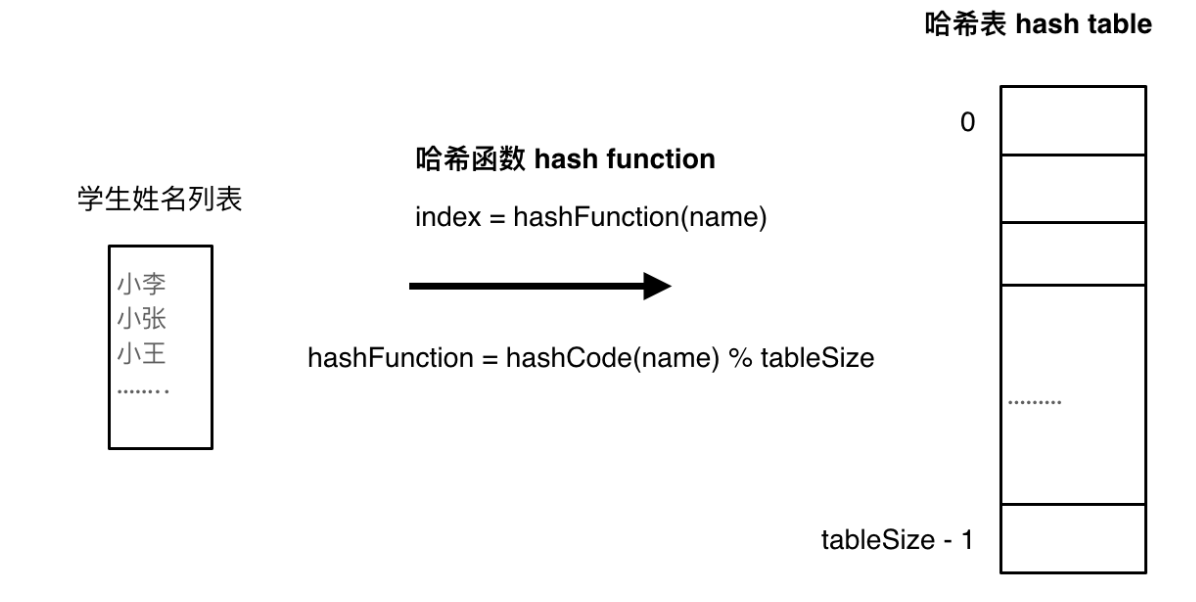 哈希表 hash table
0
哈希函数 hash function
学生姓名列表
index = hashFunction(name)
小李
小张
小王
........
hashFunction = hashCode(name) % tableSize
.........
tableSize - 1